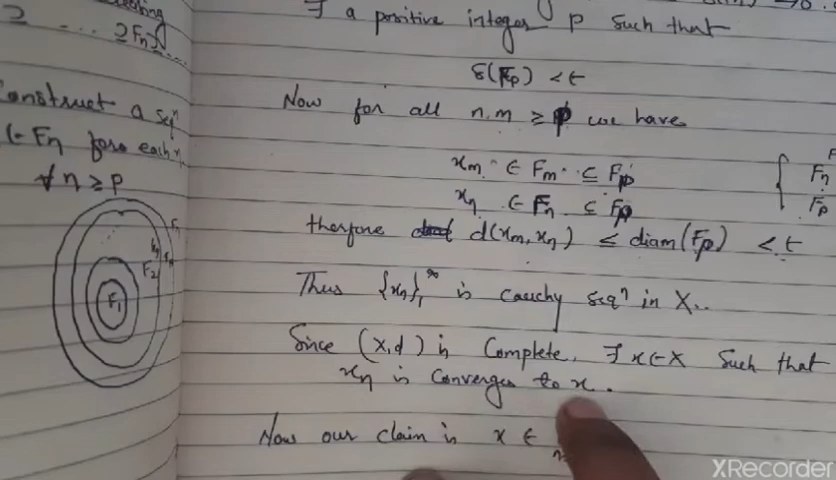 ⊇ ... ⊇ Fn}...
Construct a seqn
∈ Fn for each n
∀ n ≥ p
F1
F2
∃ a positive integer p such that
δ(Fp) < ε
Now for all n.m ≥ p we have
xm ∈ Fm ⊆ Fp
xn ∈ Fn ⊆ Fp
Fn
Fp
therfore d(xm, xn) ≤ diam(Fp) < ε
Thus {xn}1^∞ is cauchy seqn in X..
Since (X,d) is Complete. ∃ x ∈ X Such that
xn is converges to x.
Now our claim is x ∈
XRecorder